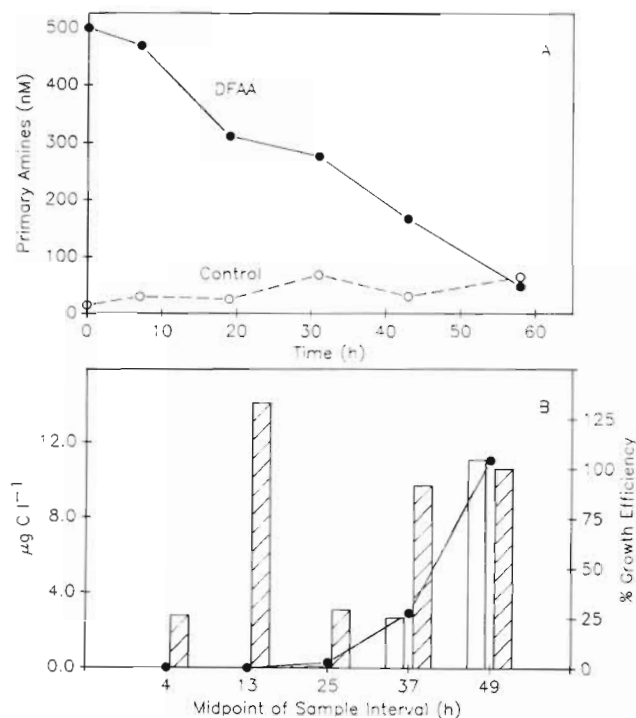 A
Primary Amines (nM)
500
400
300
200
100
0
DFAA
Control
0 10 20 30 40 50 60
Time (h)
B
μg C l⁻¹
12.0
8.0
4.0
0.0
125
100
75
50
25
0
% Growth Efficiency
4 13 25 37 49
Midpoint of Sample Interval (h)